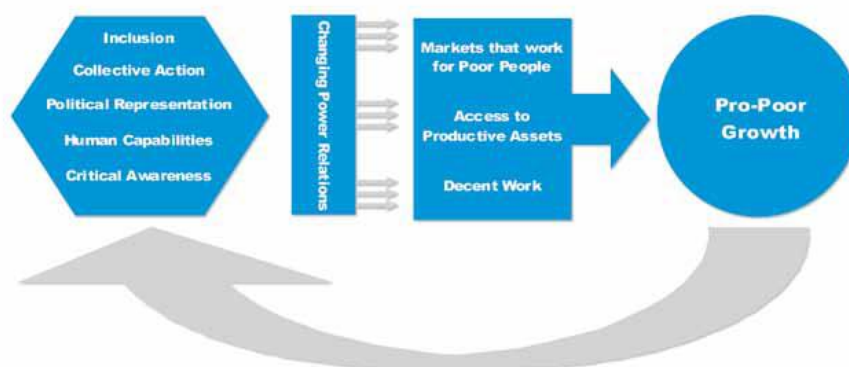 Inclusion
Collective Action
Political Representation
Human Capabilities
Critical Awareness
Changing Power Relations
Markets that work
for Poor People
Access to
Productive Assets
Decent Work
Pro-Poor
Growth